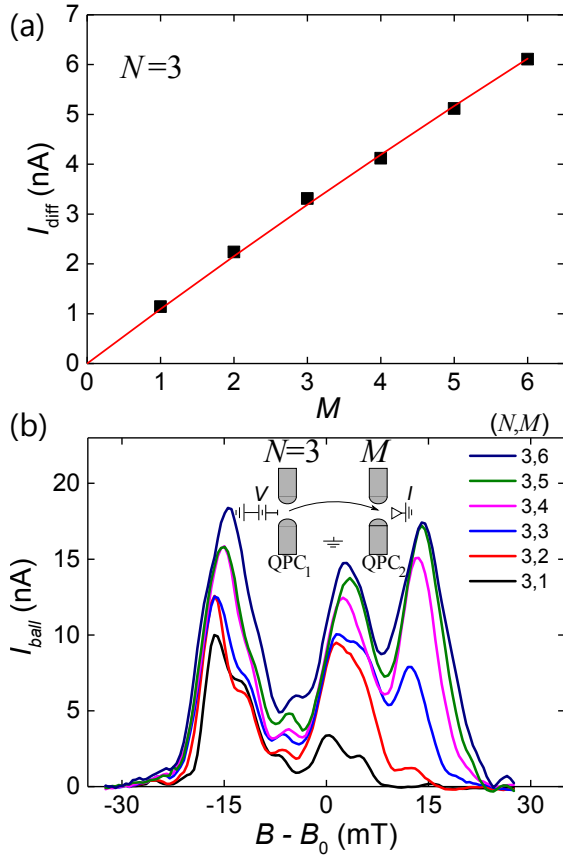 (a)
N=3
7
6
5
4
3
2
1
0
I_diff (nA)
0 1 2 3 4 5 6
M
(b)
(N,M)
N=3 M
V I
QPC₁ QPC₂
3,6
3,5
3,4
3,3
3,2
3,1
20
15
10
5
0
I_ball (nA)
-30 -15 0 15 30
B - B₀ (mT)